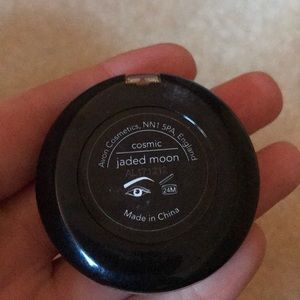 Avon Cosmetics, NN1 5PA, England
cosmic
jaded moon
24M
Made in China